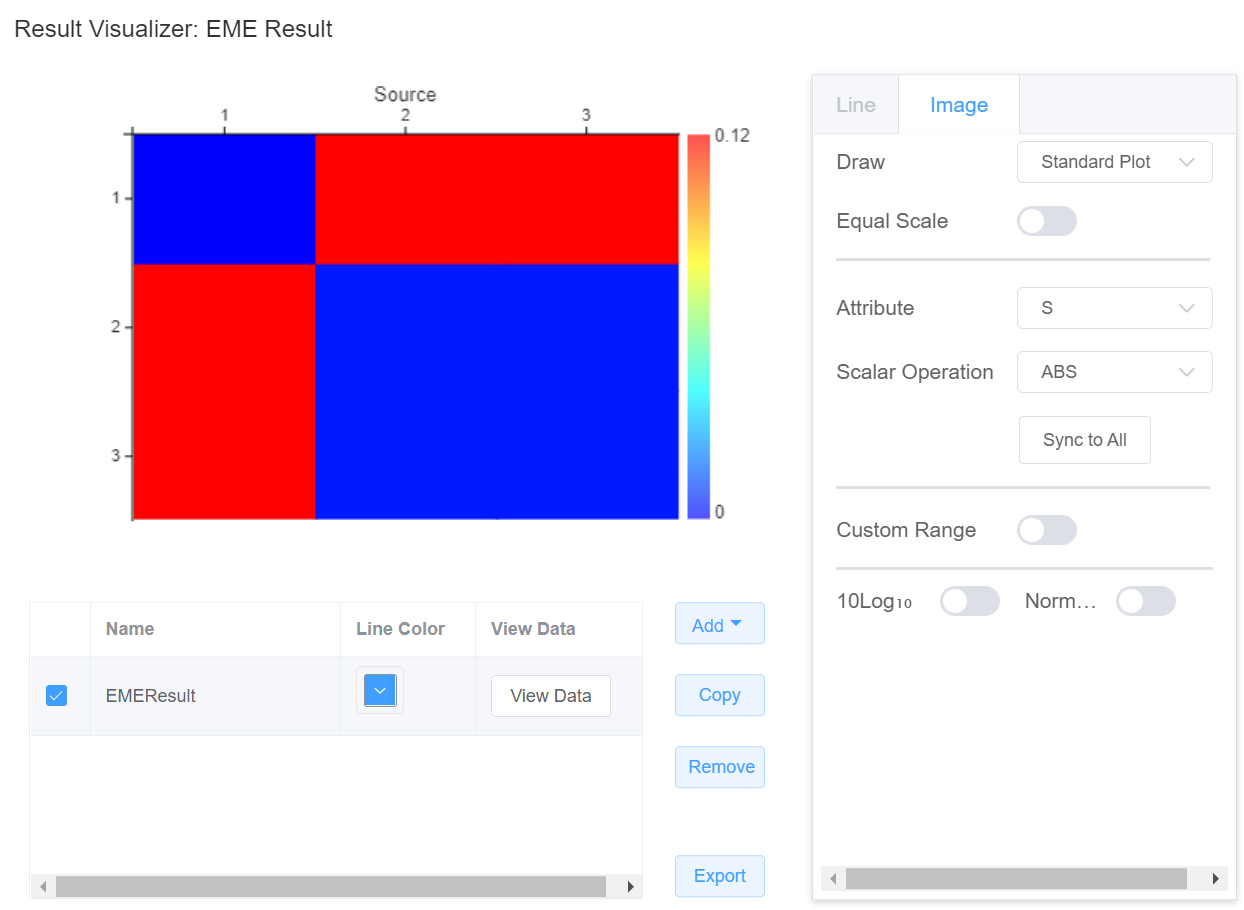 Result Visualizer: EME Result
Source
1 2 3
0.12
1
2
3
0
Line Image
Draw Standard Plot
Equal Scale
Attribute S
Scalar Operation ABS
Sync to All
Custom Range
10Log₁₀ Norm…
Name Line Color View Data
EMEResult View Data
Add
Copy
Remove
Export